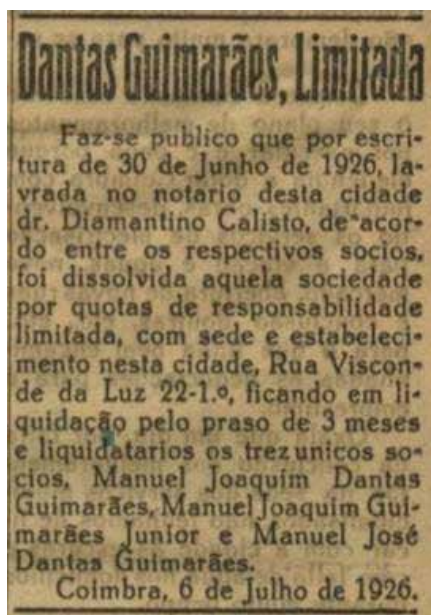 Dantas Guimarães, Limitada
Faz-se publico que por escri-
tura de 30 de Junho de 1926, la-
vrada no notario desta cidade
dr. Diamantino Calisto, de acor-
do entre os respectivos socios,
foi dissolvida aquela sociedade
por quotas de responsabilidade
limitada, com sede e estabeleci-
mento nesta cidade, Rua Viscon-
de da Luz 22-1.º, ficando em li-
quidação pelo praso de 3 meses
e liquidatarios os trez unicos so-
cios, Manuel Joaquim Dantas
Guimarães, Manuel Joaquim Gui-
marães Junior e Manuel José
Dantas Guimarães.
Coimbra, 6 de Julho de 1926.